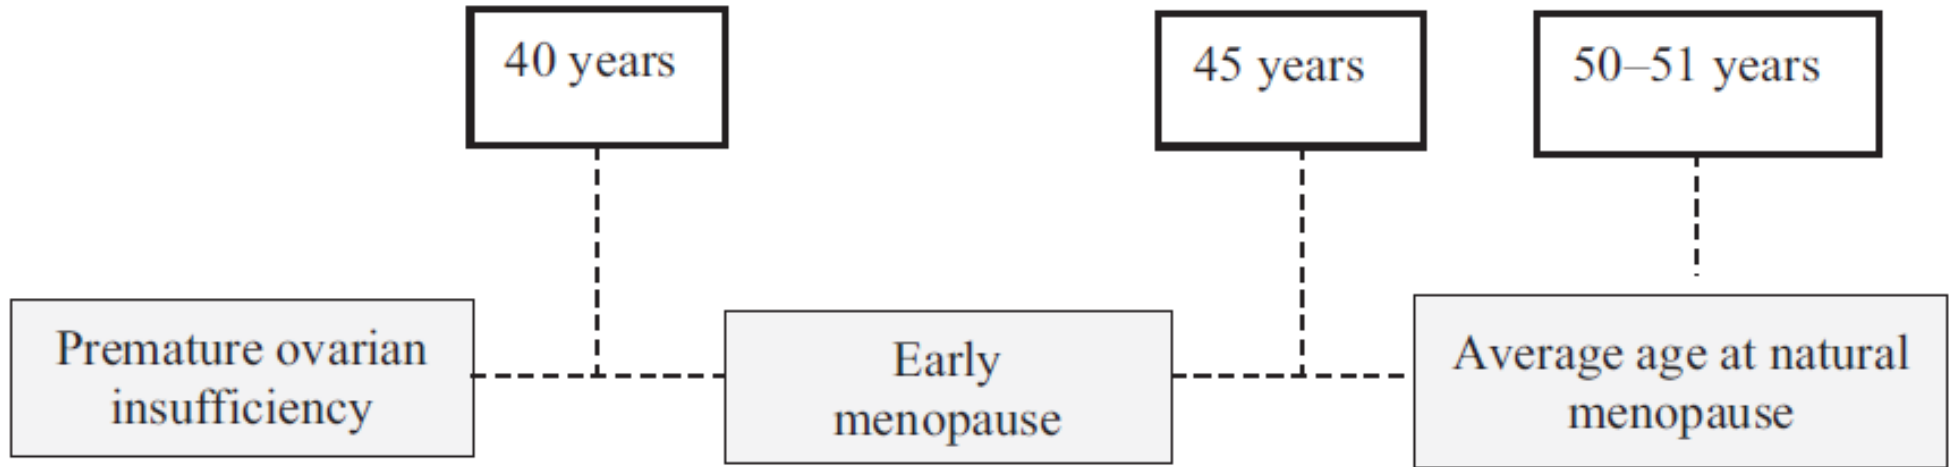 40 years
45 years
50–51 years
Premature ovarian
insufficiency
Early
menopause
Average age at natural
menopause